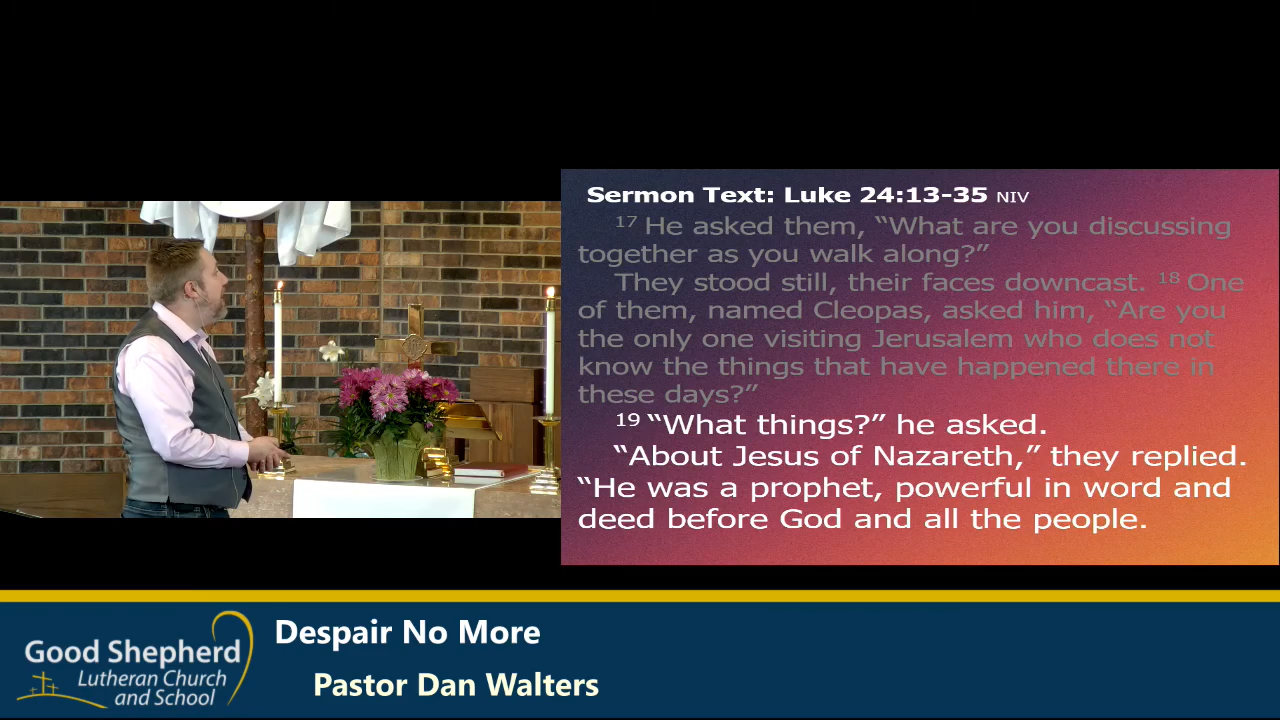 Sermon Text: Luke 24:13-35 NIV
17 He asked them, “What are you discussing
together as you walk along?”
They stood still, their faces downcast. 18 One
of them, named Cleopas, asked him, “Are you
the only one visiting Jerusalem who does not
know the things that have happened there in
these days?”
19 “What things?” he asked.
“About Jesus of Nazareth,” they replied.
“He was a prophet, powerful in word and
deed before God and all the people.
Good Shepherd
Lutheran Church
and School
Despair No More
Pastor Dan Walters